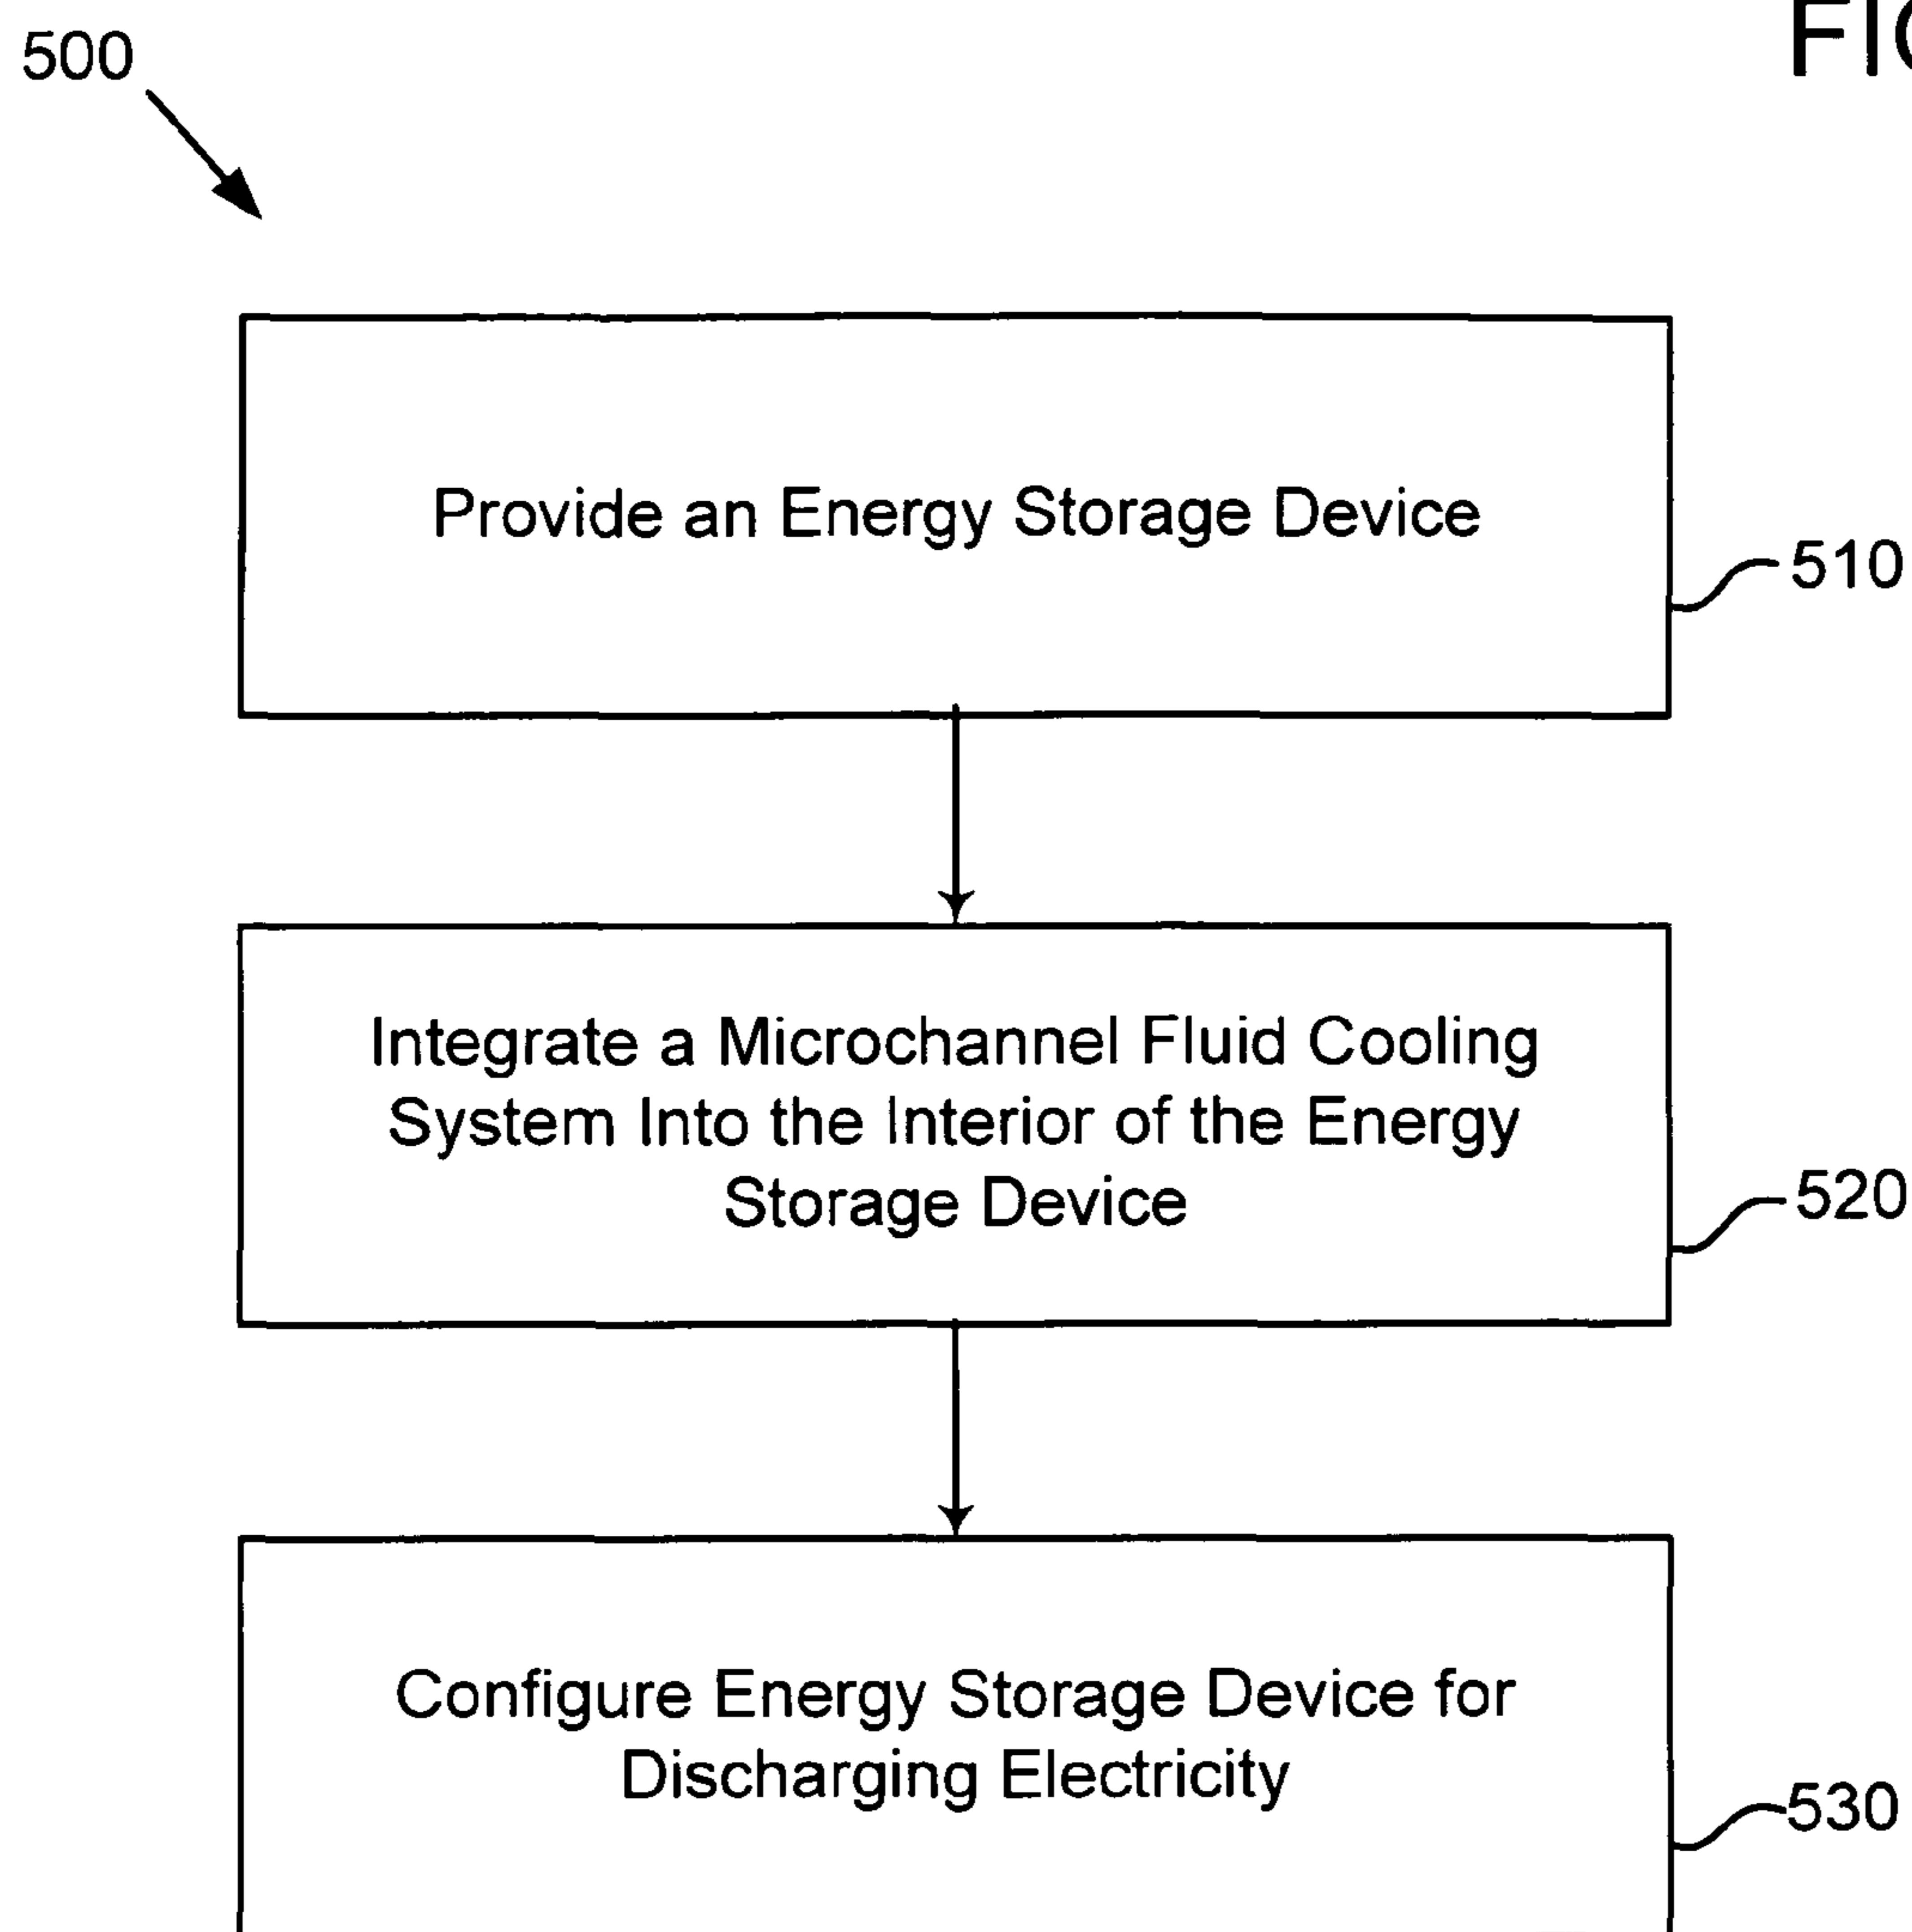 500
FIG
Provide an Energy Storage Device
510
Integrate a Microchannel Fluid Cooling
System Into the Interior of the Energy
Storage Device
520
Configure Energy Storage Device for
Discharging Electricity
530